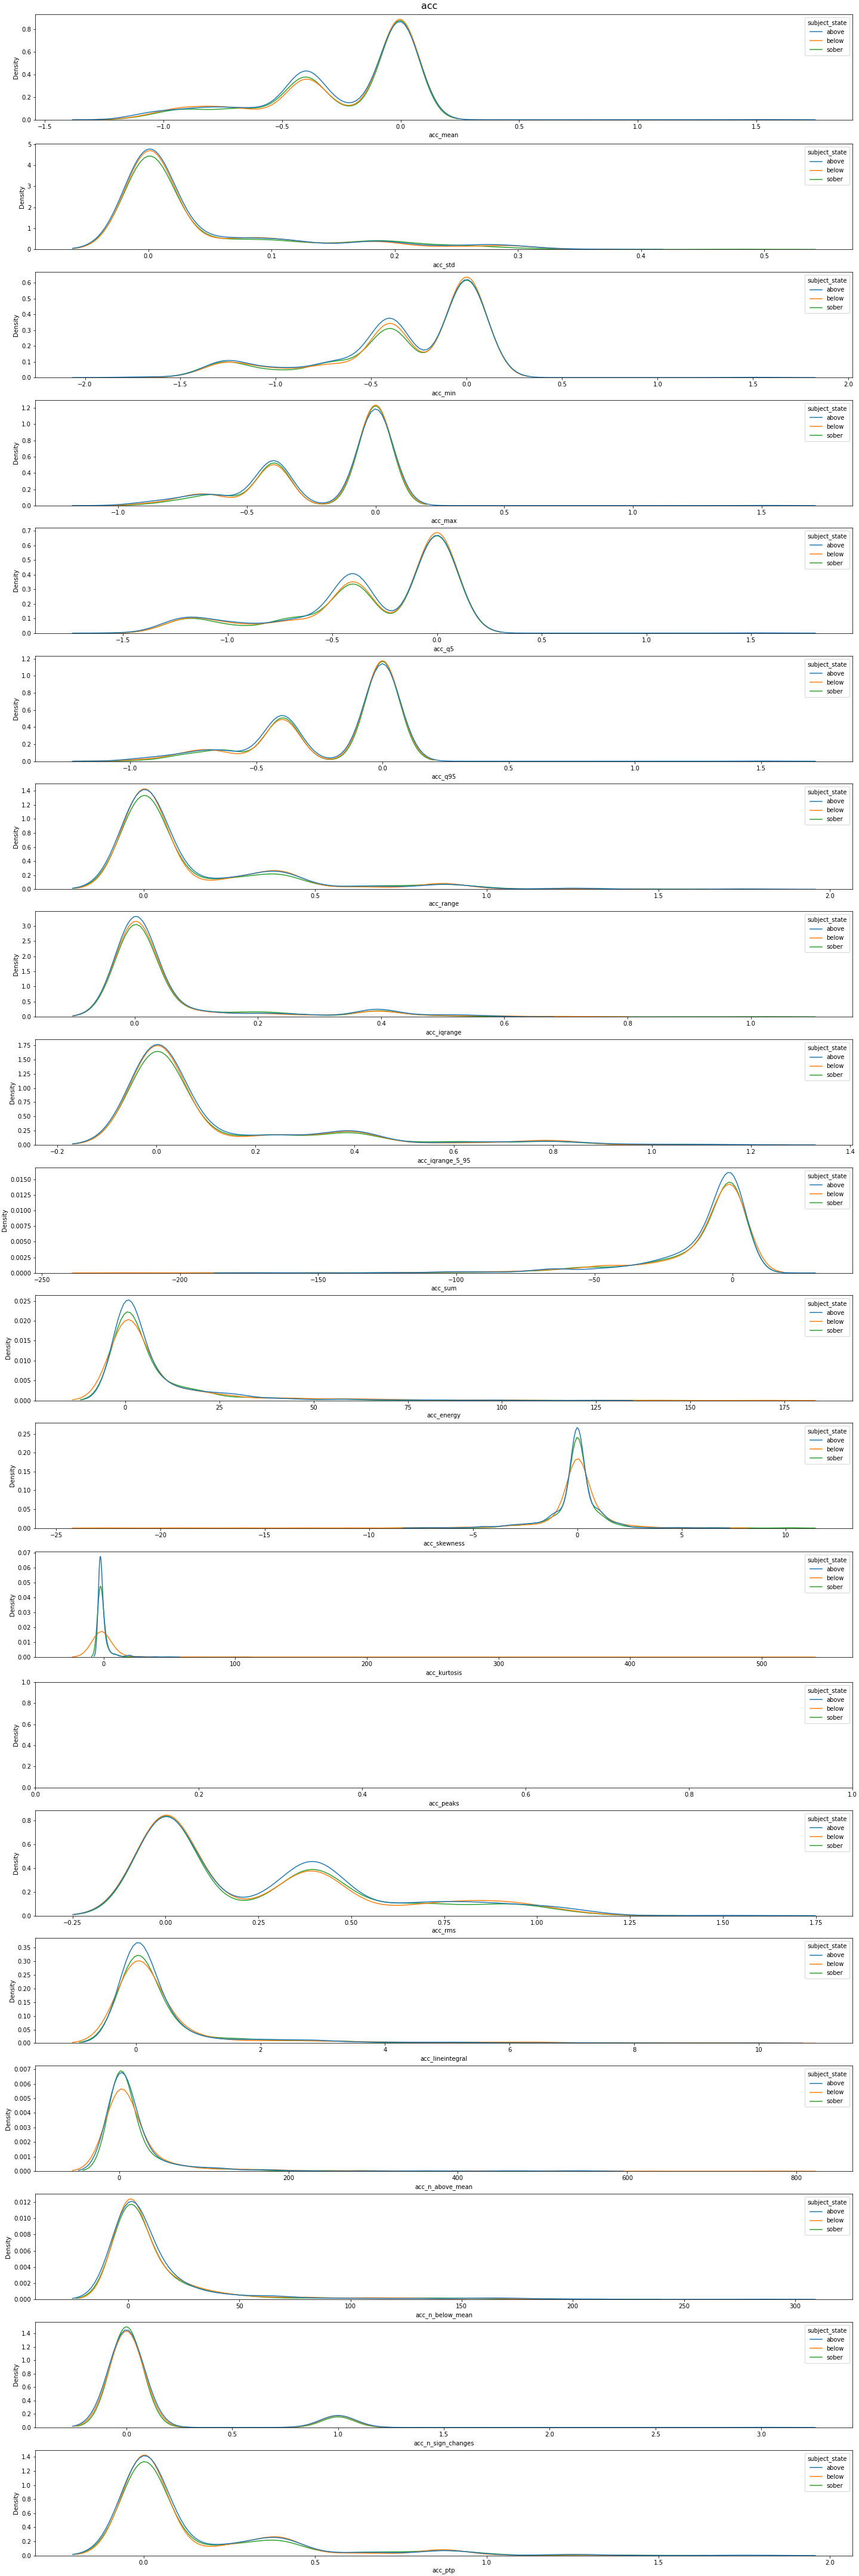 acc
subject_state
above
below
sober
Density
0.8
0.6
0.4
0.2
0.0
−1.5 −1.0 −0.5 0.0 0.5 1.0 1.5
acc_mean
subject_state
above
below
sober
Density
5
4
3
2
1
0
0.0 0.1 0.2 0.3 0.4 0.5
acc_std
subject_state
above
below
sober
Density
0.6
0.5
0.4
0.3
0.2
0.1
0.0
−2.0 −1.5 −1.0 −0.5 0.0 0.5 1.0 1.5 2.0
acc_min
subject_state
above
below
sober
Density
1.2
1.0
0.8
0.6
0.4
0.2
0.0
−1.0 −0.5 0.0 0.5 1.0 1.5
acc_max
subject_state
above
below
sober
Density
0.7
0.6
0.5
0.4
0.3
0.2
0.1
0.0
−1.5 −1.0 −0.5 0.0 0.5 1.0 1.5
acc_q5
subject_state
above
below
sober
Density
1.2
1.0
0.8
0.6
0.4
0.2
0.0
−1.0 −0.5 0.0 0.5 1.0 1.5
acc_q95
subject_state
above
below
sober
Density
1.4
1.2
1.0
0.8
0.6
0.4
0.2
0.0
0.0 0.5 1.0 1.5 2.0
acc_range
subject_state
above
below
sober
Density
3.0
2.5
2.0
1.5
1.0
0.5
0.0
0.0 0.2 0.4 0.6 0.8 1.0
acc_iqrange
subject_state
above
below
sober
Density
1.75
1.50
1.25
1.00
0.75
0.50
0.25
0.00
−0.2 0.0 0.2 0.4 0.6 0.8 1.0 1.2 1.4
acc_iqrange_5_95
subject_state
above
below
sober
Density
0.0150
0.0125
0.0100
0.0075
0.0050
0.0025
0.0000
−250 −200 −150 −100 −50 0
acc_sum
subject_state
above
below
sober
Density
0.025
0.020
0.015
0.010
0.005
0.000
0 25 50 75 100 125 150 175
acc_energy
subject_state
above
below
sober
Density
0.25
0.20
0.15
0.10
0.05
0.00
−25 −20 −15 −10 −5 0 5 10
acc_skewness
subject_state
above
below
sober
Density
0.07
0.06
0.05
0.04
0.03
0.02
0.01
0.00
0 100 200 300 400 500
acc_kurtosis
subject_state
above
below
sober
Density
1.0
0.8
0.6
0.4
0.2
0.0
0.0 0.2 0.4 0.6 0.8 1.0
acc_peaks
subject_state
above
below
sober
Density
0.8
0.6
0.4
0.2
0.0
−0.25 0.00 0.25 0.50 0.75 1.00 1.25 1.50 1.75
acc_rms
subject_state
above
below
sober
Density
0.35
0.30
0.25
0.20
0.15
0.10
0.05
0.00
0 2 4 6 8 10
acc_lineintegral
subject_state
above
below
sober
Density
0.007
0.006
0.005
0.004
0.003
0.002
0.001
0.000
0 200 400 600 800
acc_n_above_mean
subject_state
above
below
sober
Density
0.012
0.010
0.008
0.006
0.004
0.002
0.000
0 50 100 150 200 250 300
acc_n_below_mean
subject_state
above
below
sober
Density
1.4
1.2
1.0
0.8
0.6
0.4
0.2
0.0
0.0 0.5 1.0 1.5 2.0 2.5 3.0
acc_n_sign_changes
subject_state
above
below
sober
Density
1.4
1.2
1.0
0.8
0.6
0.4
0.2
0.0
0.0 0.5 1.0 1.5 2.0
acc_ptp